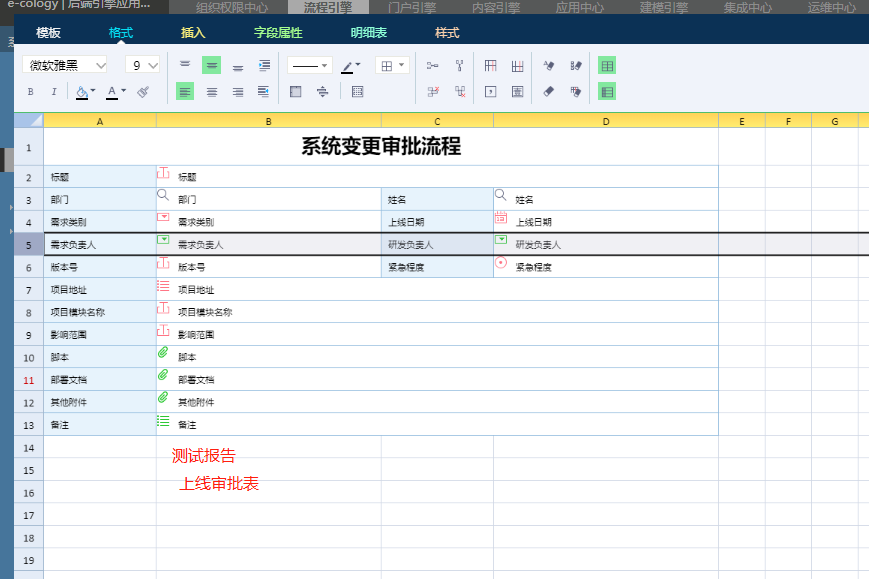 e-cology | 后端引擎应用... 组织权限中心 流程引擎 门户引擎 内容引擎 应用中心 建模引擎 集成中心 运维中心
模板 格式 插入 字段属性 明细表 样式
微软雅黑 9
B I A
A B C D E F G
1 系统变更审批流程
2 标题 标题
3 部门 部门 姓名 姓名
4 需求类别 需求类别 上线日期 上线日期
5 需求负责人 需求负责人 研发负责人 研发负责人
6 版本号 版本号 紧急程度 紧急程度
7 项目地址 项目地址
8 项目模块名称 项目模块名称
9 影响范围 影响范围
10 脚本 脚本
11 部署文档 部署文档
12 其他附件 其他附件
13 备注 备注
14 测试报告
15
16 上线审批表
17
18
19